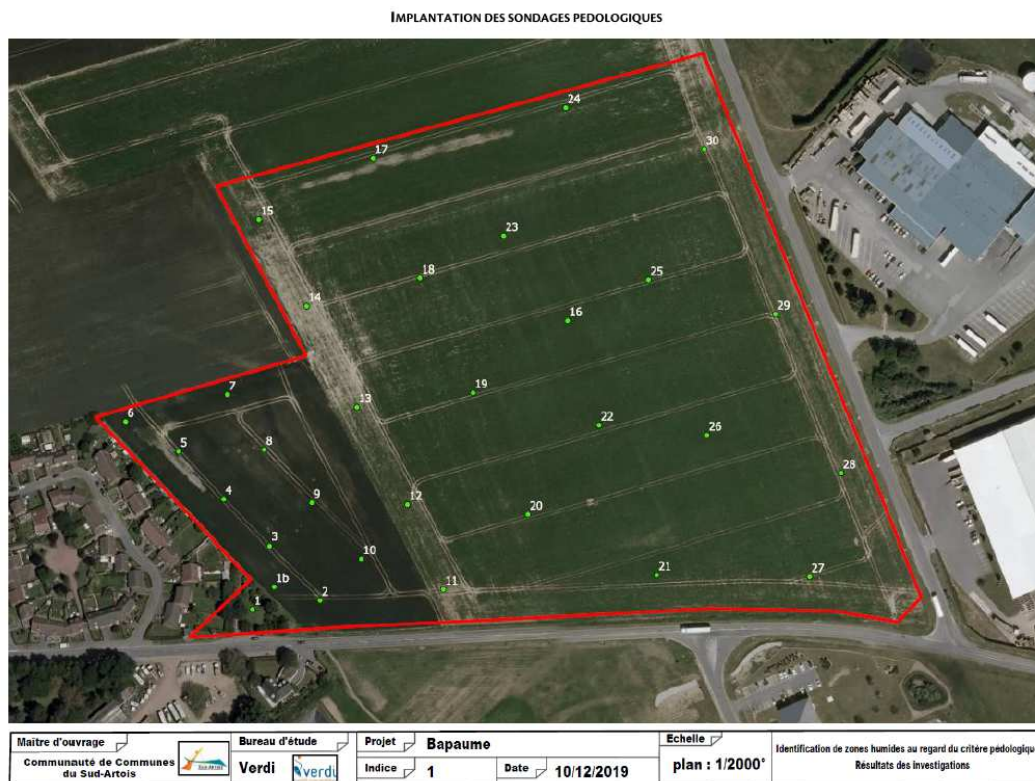 IMPLANTATION DES SONDAGES PEDOLOGIQUES
24
17
30
15
23
18
25
14
16
29
19
7
13
6
22
26
8
5
28
4
9
12
20
3
10
21
27
1b
11
2
1
Maître d'ouvrage
Communauté de Communes
du Sud-Artois
Sud-Artois
Bureau d'étude
Verdi
verdi
Projet
Bapaume
Indice
1
Date
10/12/2019
Echelle
plan : 1/2000°
Identification de zones humides au regard du critère pédologique
Résultats des investigations